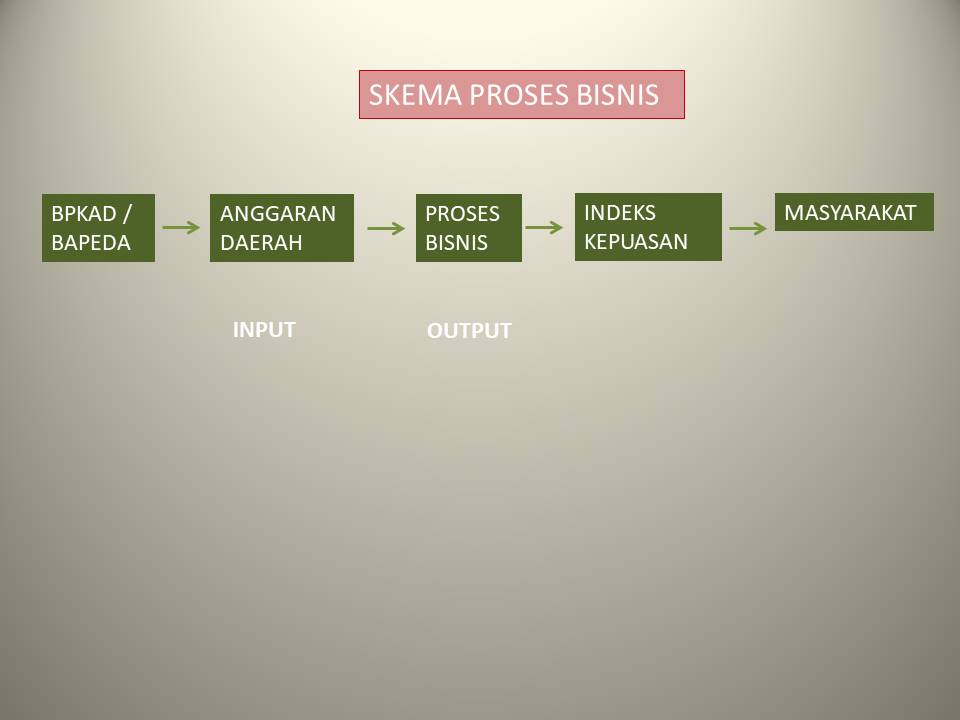 SKEMA PROSES BISNIS
BPKAD /
BAPEDA
ANGGARAN
DAERAH
PROSES
BISNIS
INDEKS
KEPUASAN
MASYARAKAT
INPUT
OUTPUT